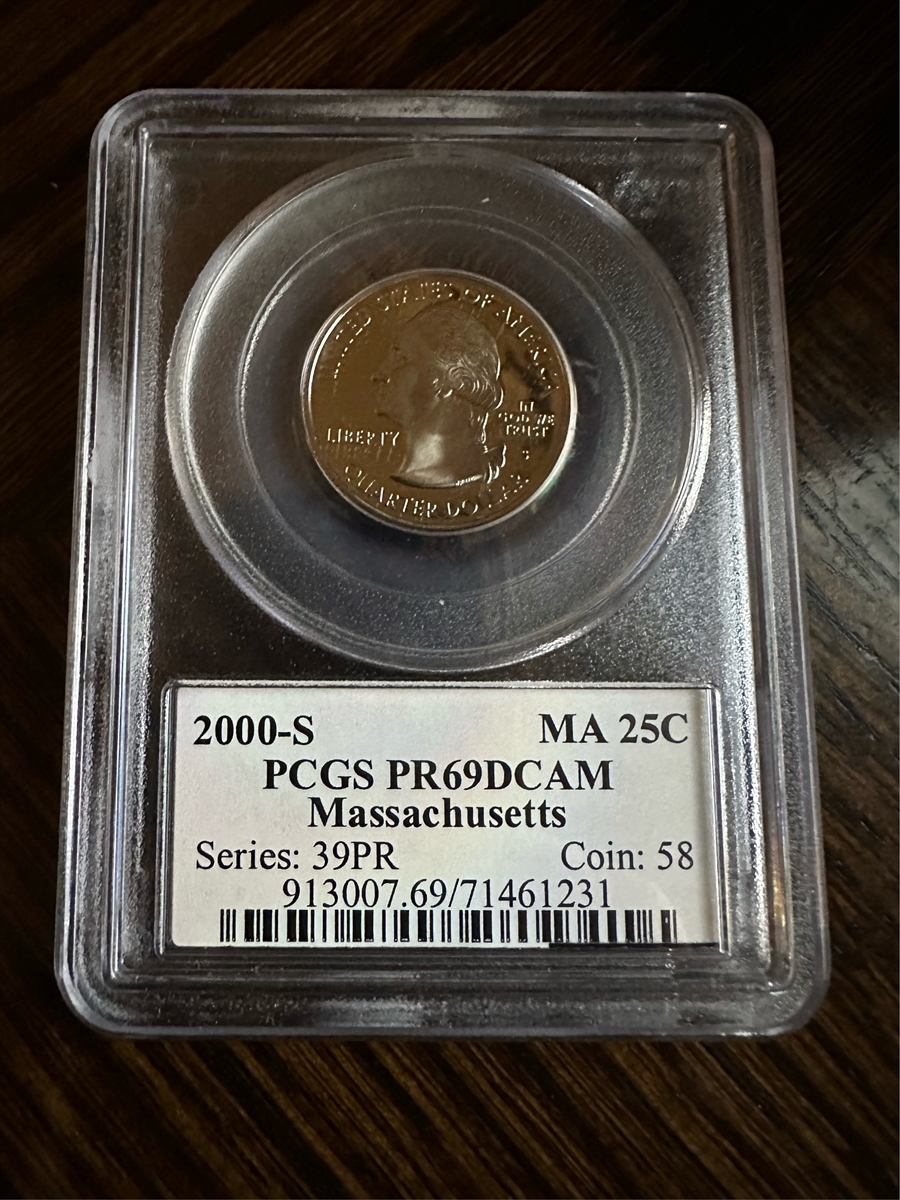 UNITED STATES OF AMERICA
LIBERTY
IN
GOD WE
TRUST
S
QUARTER DOLLAR
2000-S MA 25C
PCGS PR69DCAM
Massachusetts
Series: 39PR Coin: 58
913007.69/71461231